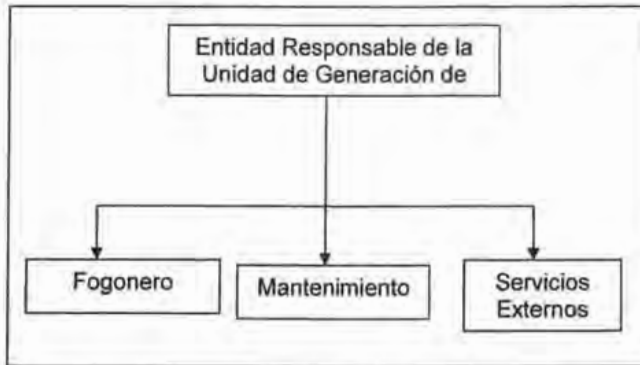 Entidad Responsable de la
Unidad de Generación de
Fogonero
Mantenimiento
Servicios
Externos